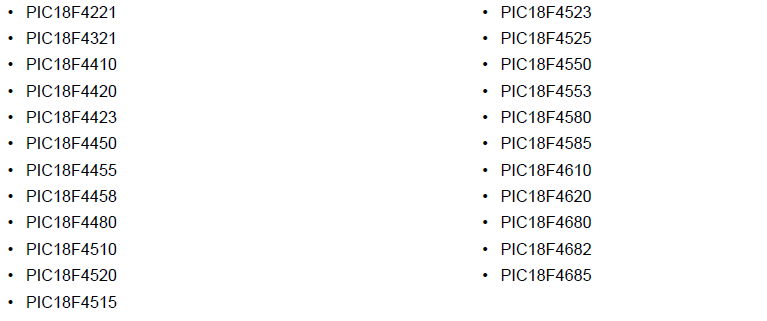 • PIC18F4221
• PIC18F4321
• PIC18F4410
• PIC18F4420
• PIC18F4423
• PIC18F4450
• PIC18F4455
• PIC18F4458
• PIC18F4480
• PIC18F4510
• PIC18F4520
• PIC18F4515
• PIC18F4523
• PIC18F4525
• PIC18F4550
• PIC18F4553
• PIC18F4580
• PIC18F4585
• PIC18F4610
• PIC18F4620
• PIC18F4680
• PIC18F4682
• PIC18F4685